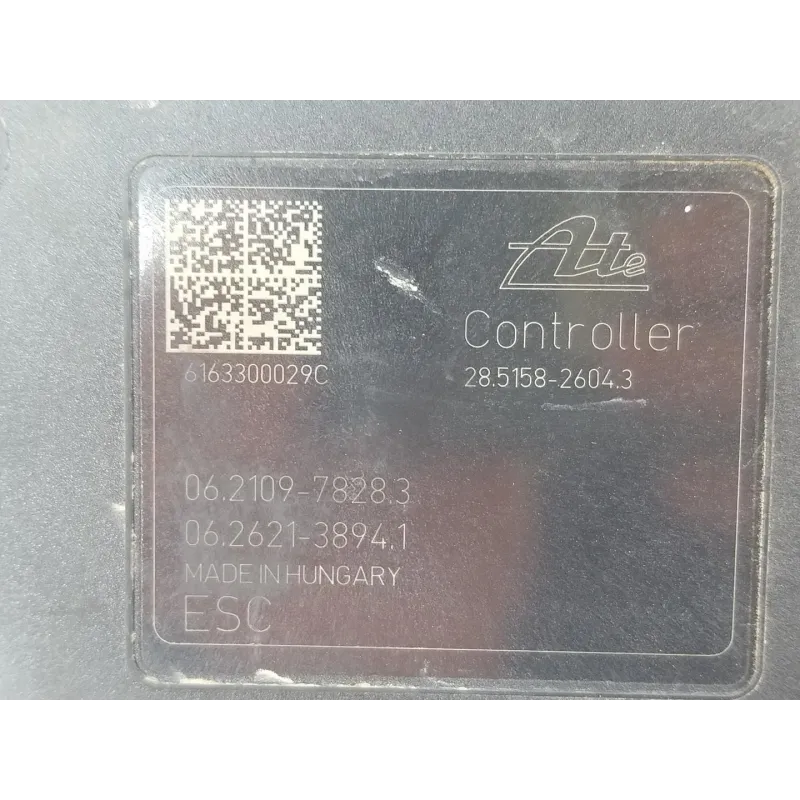 Ate
Controller
6163300029C
28.5158-2604.3
06.2109-7828.3
06.2621-3894.1
MADE IN HUNGARY
ESC